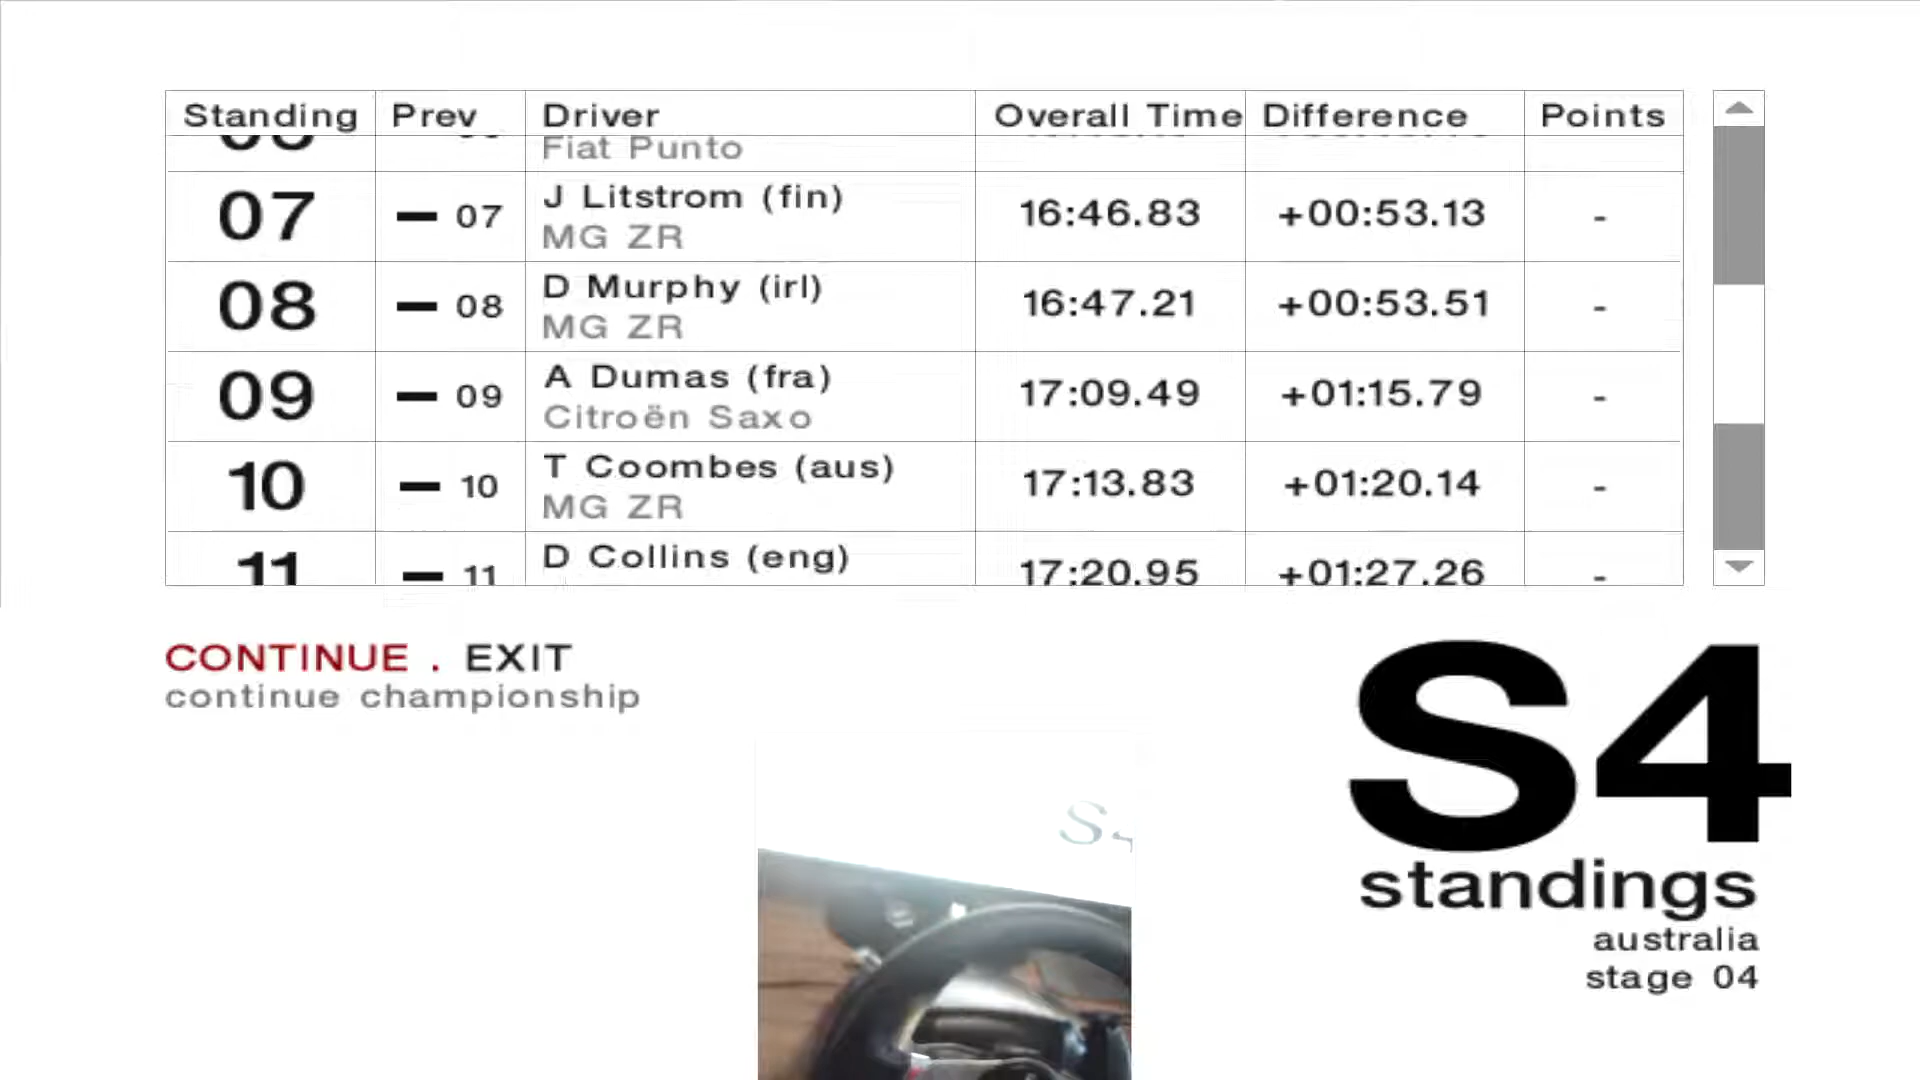 Standing Prev Driver Overall Time Difference Points
Fiat Punto
07 07 J Litstrom (fin) 16:46.83 +00:53.13 -
MG ZR
08 08 D Murphy (irl) 16:47.21 +00:53.51 -
MG ZR
09 09 A Dumas (fra) 17:09.49 +01:15.79 -
Citroën Saxo
10 10 T Coombes (aus) 17:13.83 +01:20.14 -
MG ZR
11 11 D Collins (eng) 17:20.95 +01:27.26 -
CONTINUE . EXIT
continue championship
S4
standings
australia
stage 04